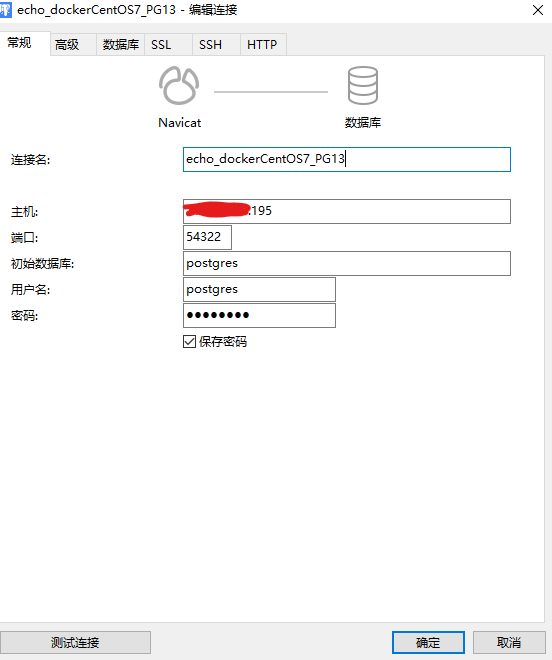 echo_dockerCentOS7_PG13 - 编辑连接
常规 高级 数据库 SSL SSH HTTP
Navicat 数据库
连接名: echo_dockerCentOS7_PG13
主机: .195
端口: 54322
初始数据库: postgres
用户名: postgres
密码: ●●●●●●●●
保存密码
测试连接 确定 取消